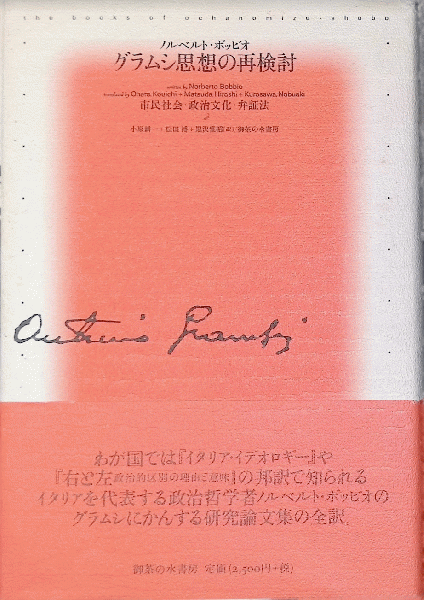 the books of ochanomizu-shobo
ノルベルト・ボッビオ
グラムシ思想の再検討
written by Norberto Bobbio
translated by Ohara Kouichi + Matsuda Hiroshi + Kurosawa, Nobuaki
市民社会・政治文化・弁証法
小原耕一+松田博+黒沢惟昭[訳]御茶の水書房
Antonio Gramsci
わが国では『イタリア・イデオロギー』や
『右と左 政治的区別の理由と意味』の邦訳で知られる
イタリアを代表する政治哲学者ノルベルト・ボッビオの
グラムシにかんする研究論文集の全訳。
御茶の水書房 定価(2,500円+税)